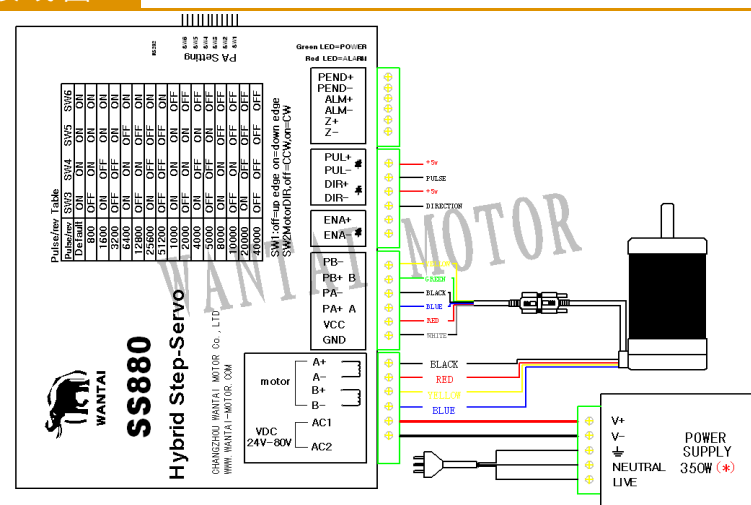 RS232
SW6 SW5 SW4 SW3 SW2 SW1
PA Setting
Green LED=POWER
Red LED=ALARM
Pulse/rev Table
Pulse/rev SW3 SW4 SW5 SW6
Default ON ON ON ON
800 OFF ON ON ON
1600 ON OFF ON ON
3200 OFF OFF ON ON
6400 ON ON OFF ON
12800 OFF ON OFF ON
25600 ON OFF OFF ON
51200 OFF OFF OFF ON
1000 ON ON ON OFF
2000 OFF ON ON OFF
4000 ON OFF ON OFF
5000 OFF OFF ON OFF
8000 ON ON OFF OFF
10000 OFF ON OFF OFF
20000 ON OFF OFF OFF
40000 OFF OFF OFF OFF
SW1:off=up edge on=down edge
SW2MotorDIR,off=CCW,on=CW
PEND+
PEND-
ALM+
ALM-
Z+
Z-
PUL+ #
PUL-
DIR+ #
DIR-
ENA+
ENA- #
PB-
PB+ B
PA-
PA+ A
VCC
GND
+5v
PULSE
+5v
DIRECTION
YELLOW
GREEN
BLACK
BLUE
RED
WHITE
WANTAI MOTOR
WANTAI
SS880
Hybrid Step-Servo
CHANGZHOU WANTAI MOTOR Co., LTD
WWW.WANTAI-MOTOR.COM
motor
A+
A-
B+
B-
VDC
24V-80V
AC1
AC2
BLACK
RED
YELLOW
BLUE
V+
V-
NEUTRAL
LIVE
POWER
SUPPLY
350W (*)